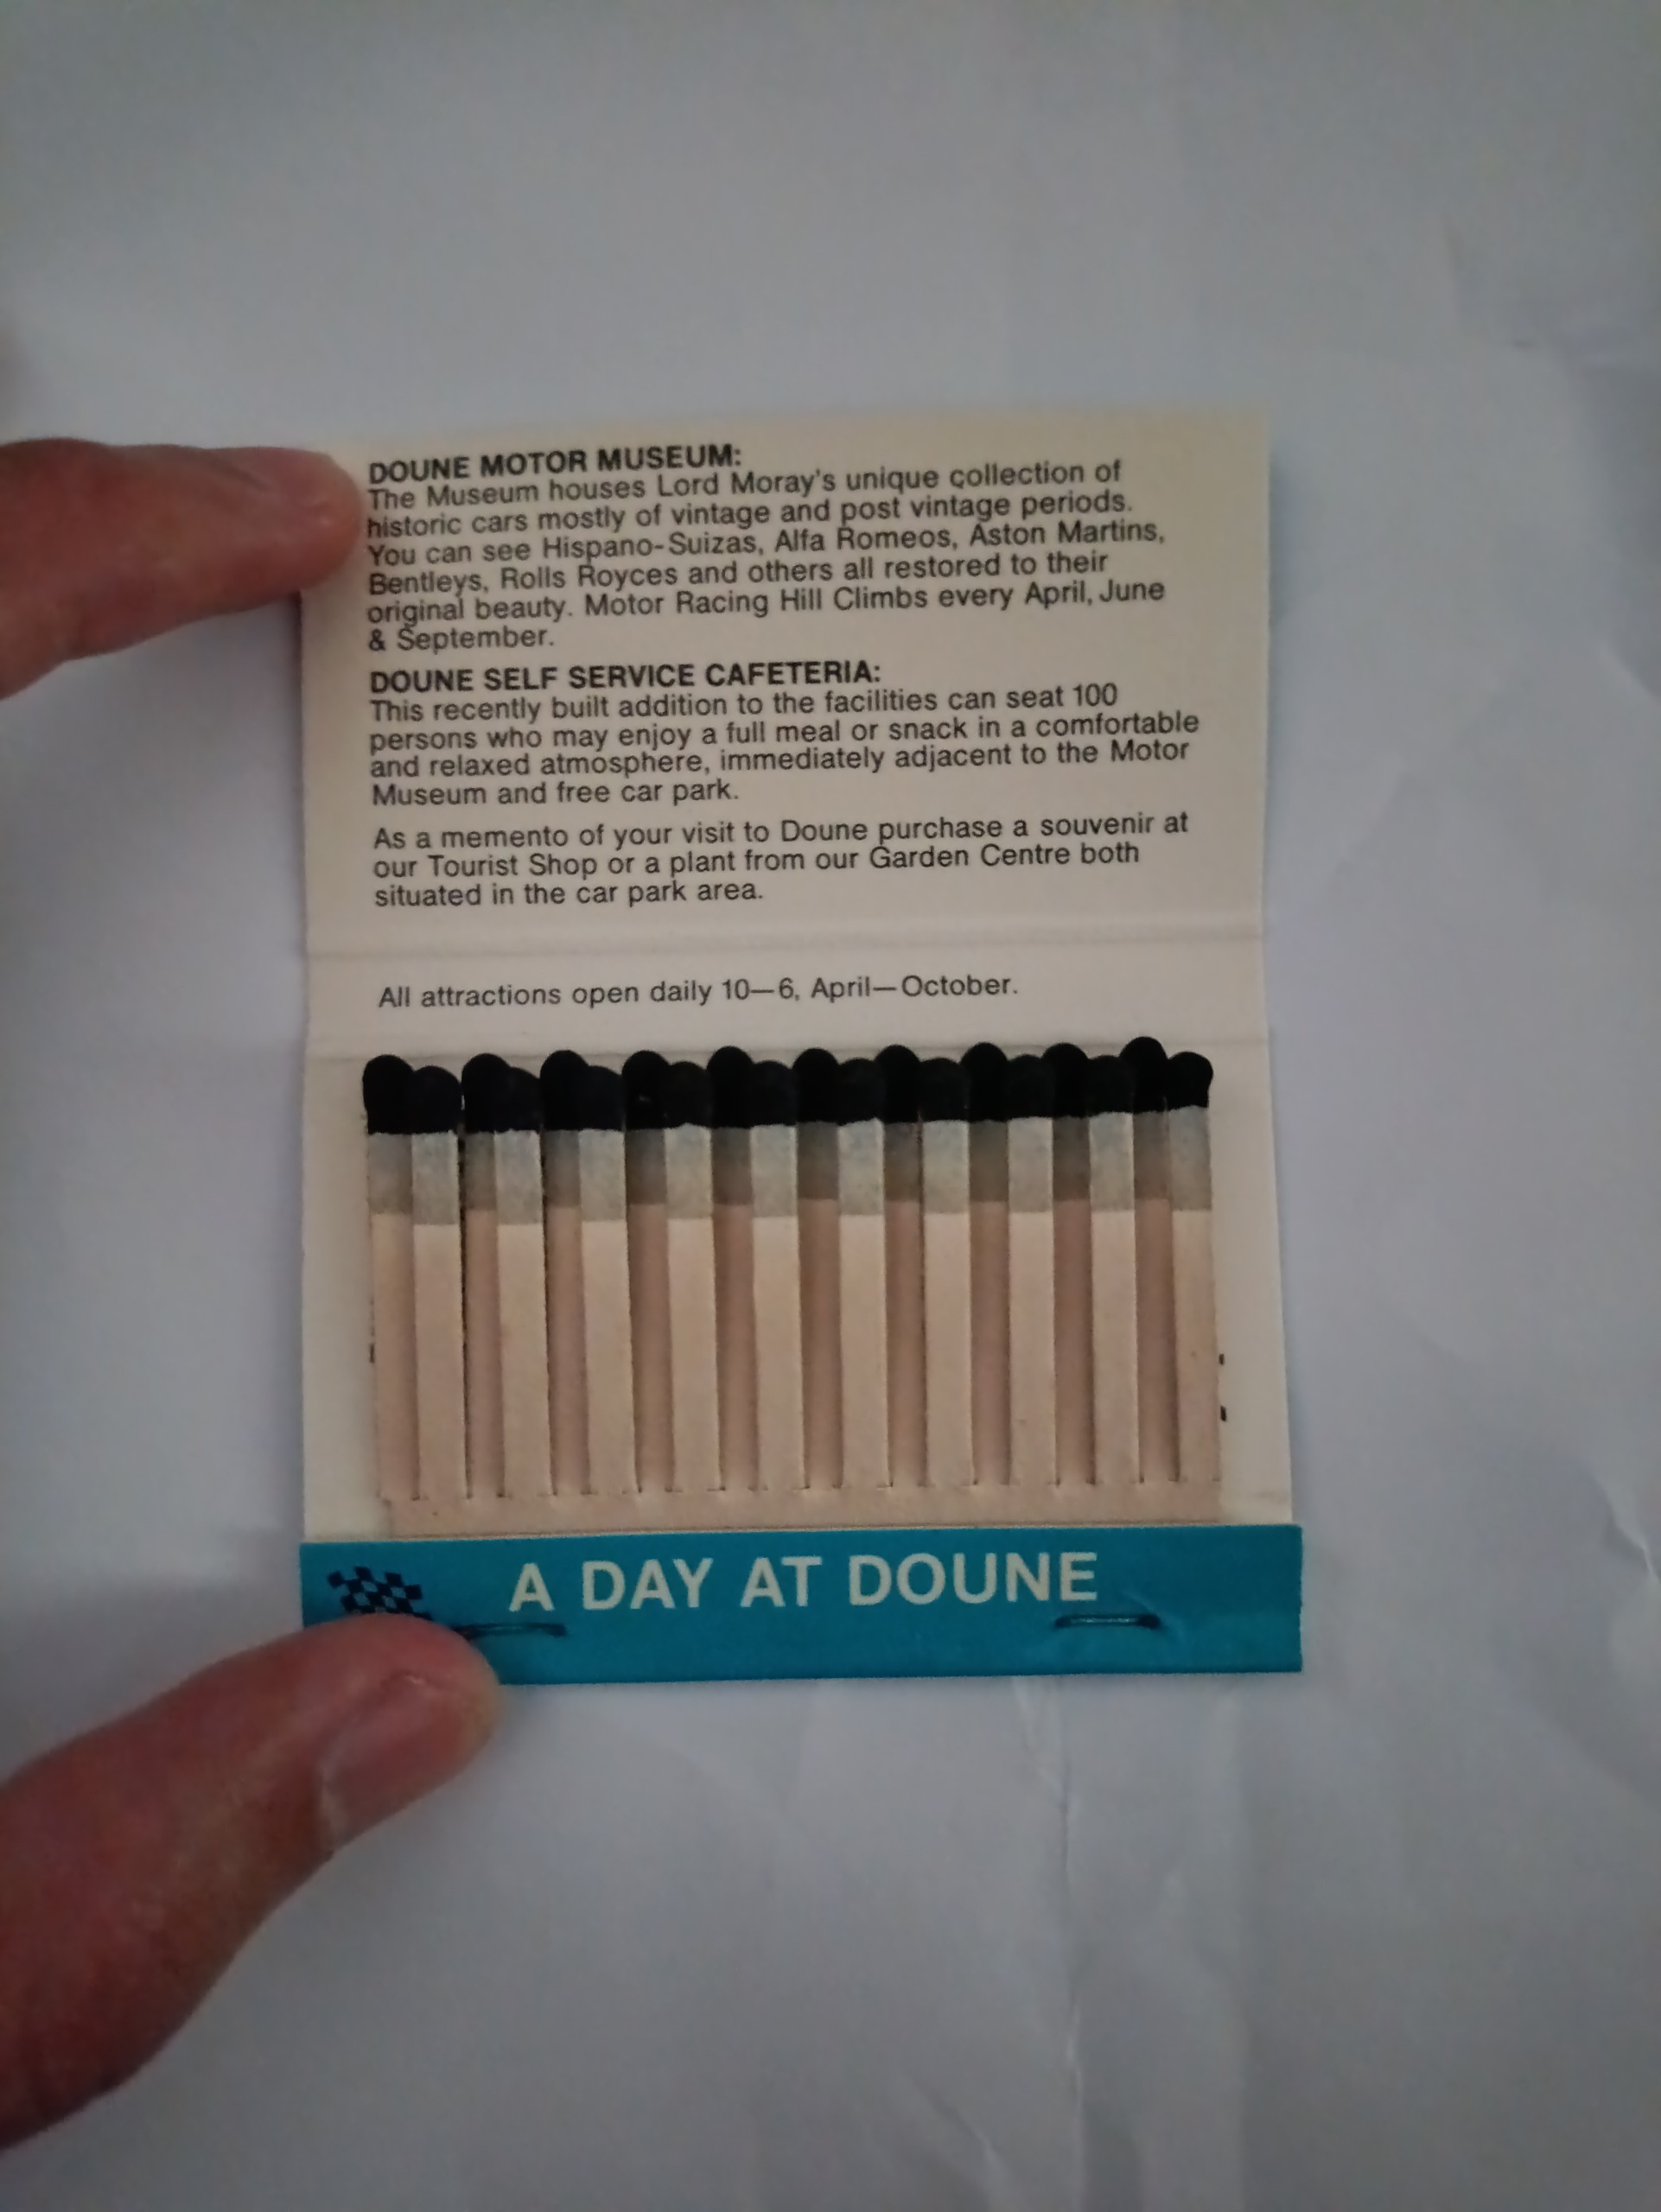 DOUNE MOTOR MUSEUM:
The Museum houses Lord Moray's unique collection of
historic cars mostly of vintage and post vintage periods.
You can see Hispano-Suizas, Alfa Romeos, Aston Martins,
Bentleys, Rolls Royces and others all restored to their
original beauty. Motor Racing Hill Climbs every April, June
& September.
DOUNE SELF SERVICE CAFETERIA:
This recently built addition to the facilities can seat 100
persons who may enjoy a full meal or snack in a comfortable
and relaxed atmosphere, immediately adjacent to the Motor
Museum and free car park.
As a memento of your visit to Doune purchase a souvenir at
our Tourist Shop or a plant from our Garden Centre both
situated in the car park area.
All attractions open daily 10—6, April—October.
A DAY AT DOUNE